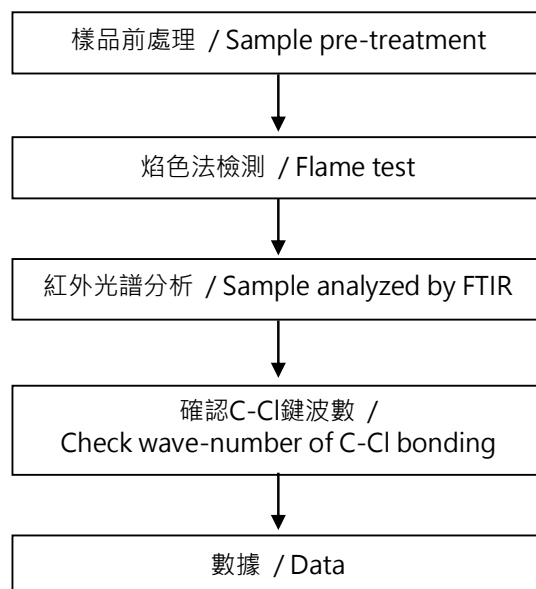 樣品前處理 / Sample pre-treatment
焰色法檢測 / Flame test
紅外光譜分析 / Sample analyzed by FTIR
確認C-Cl鍵波數 /
Check wave-number of C-Cl bonding
數據 / Data